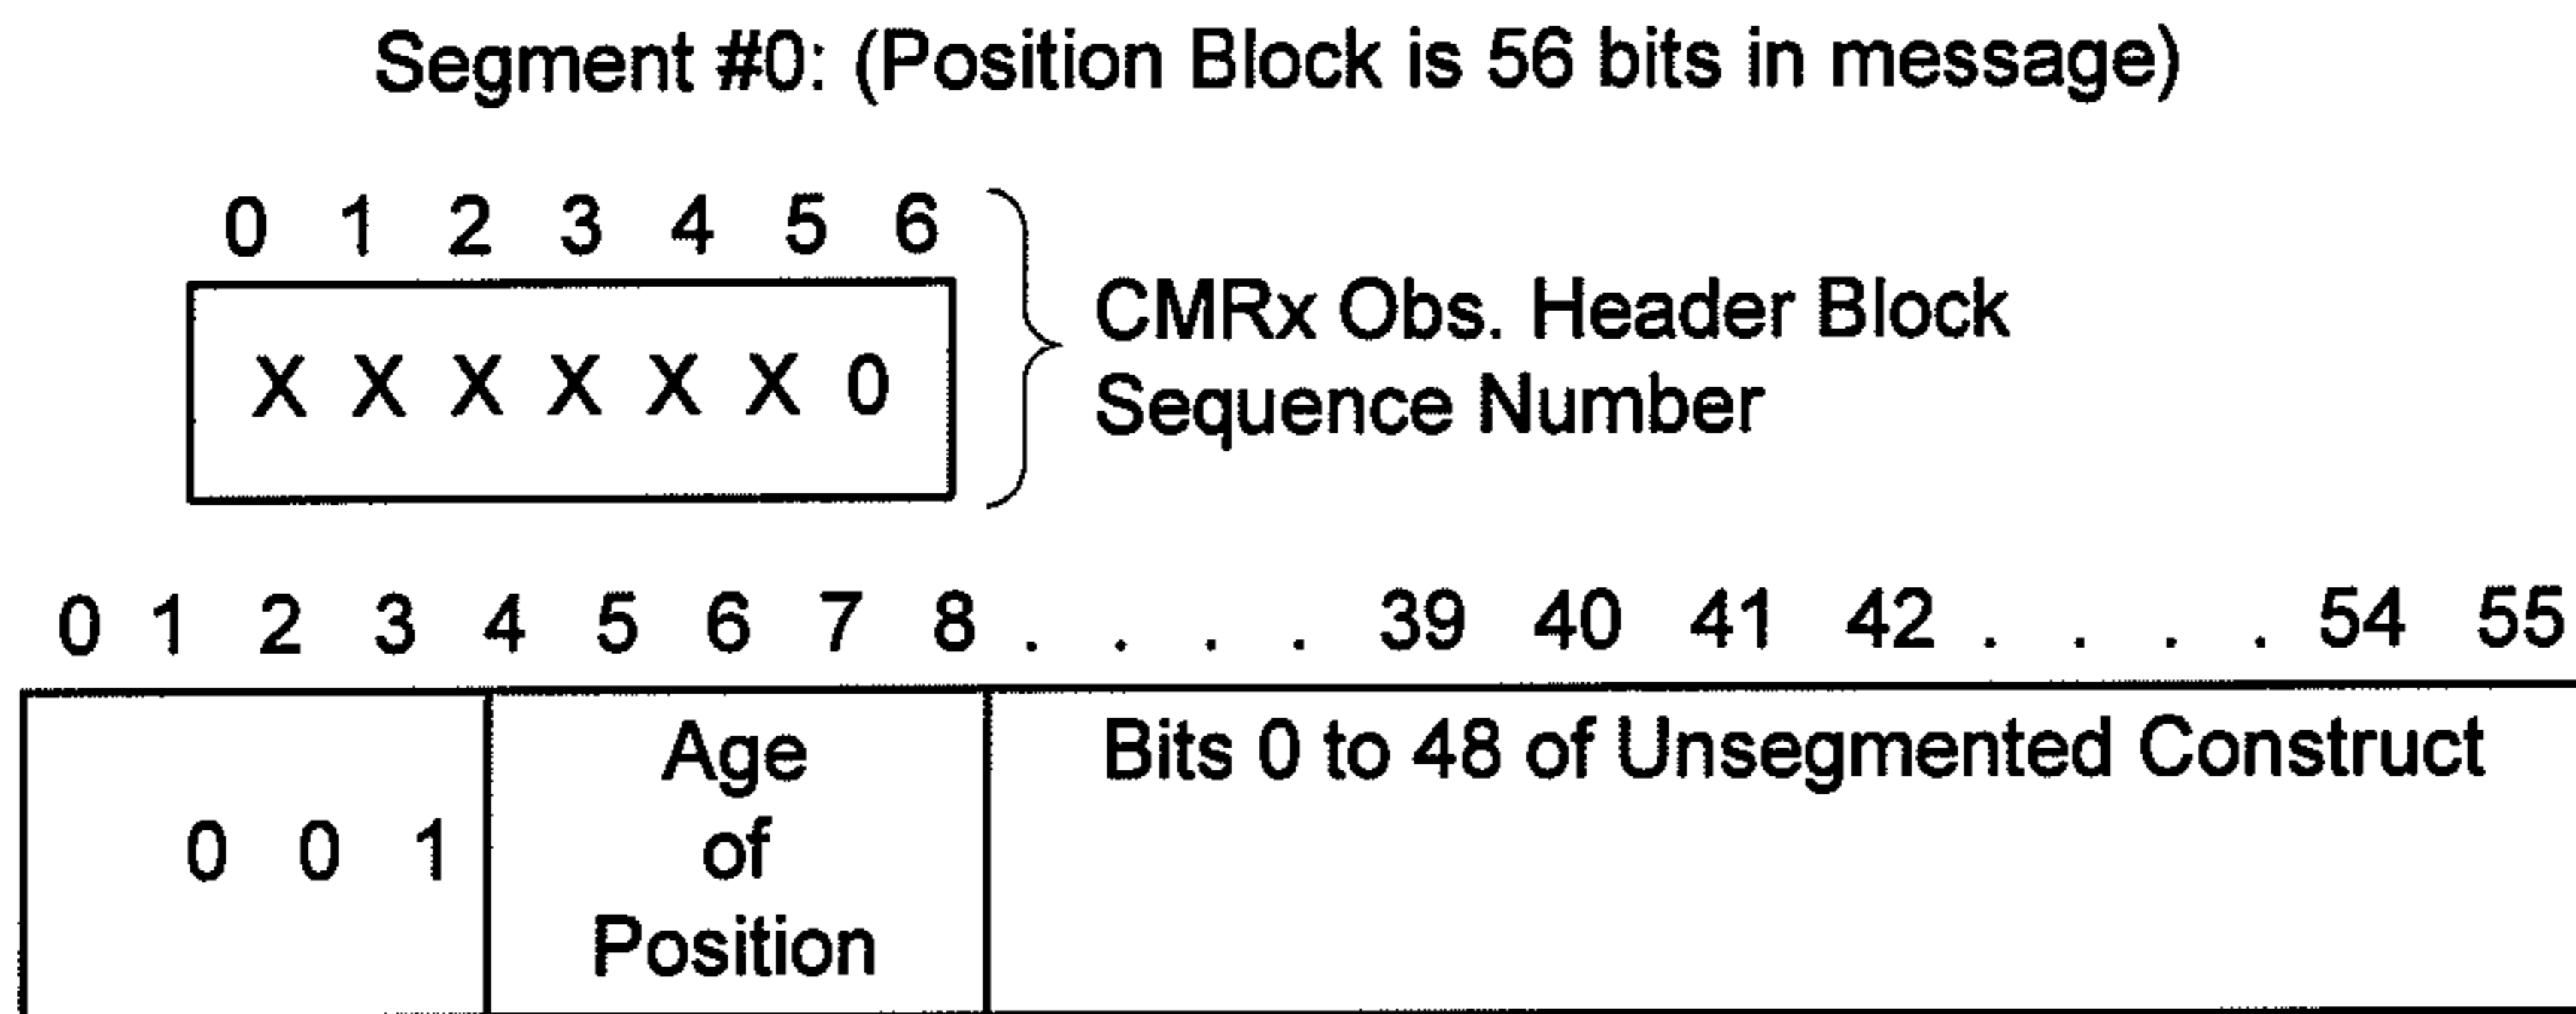 Segment #0: (Position Block is 56 bits in message)
0 1 2 3 4 5 6
X X X X X X 0
CMRx Obs. Header Block
Sequence Number
0 1 2 3 4 5 6 7 8 . . . . 39 40 41 42 . . . . 54 55
0 0 1
Age
of
Position
Bits 0 to 48 of Unsegmented Construct